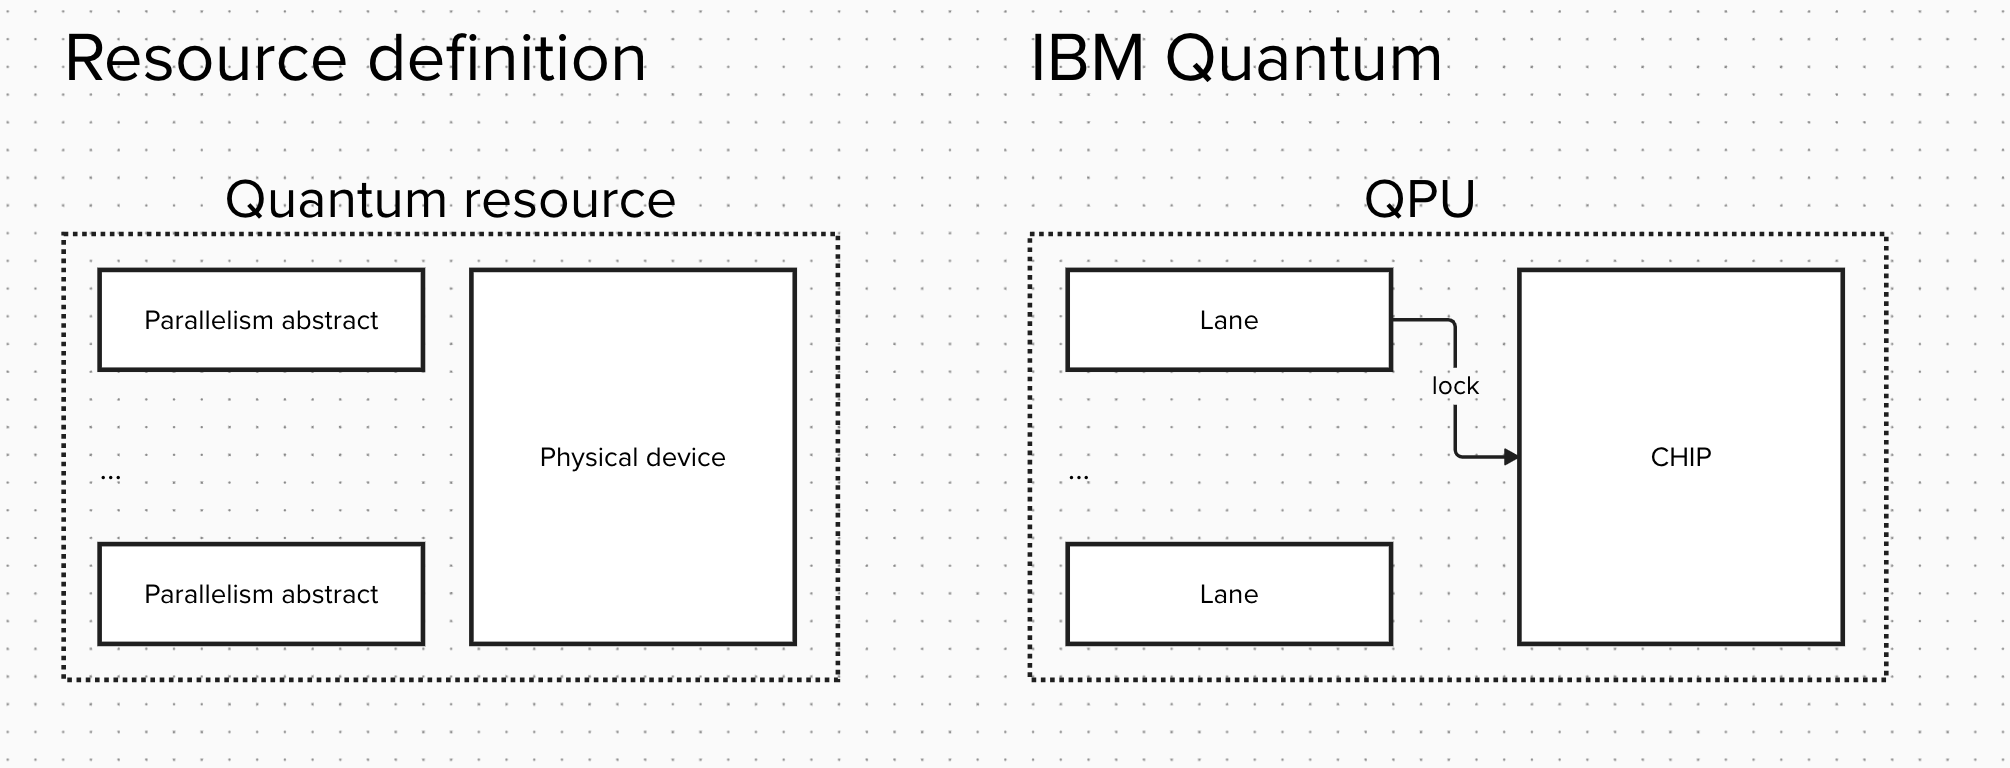 Resource definition
Quantum resource
Parallelism abstract
...
Parallelism abstract
Physical device
IBM Quantum
QPU
Lane
...
Lane
lock
CHIP